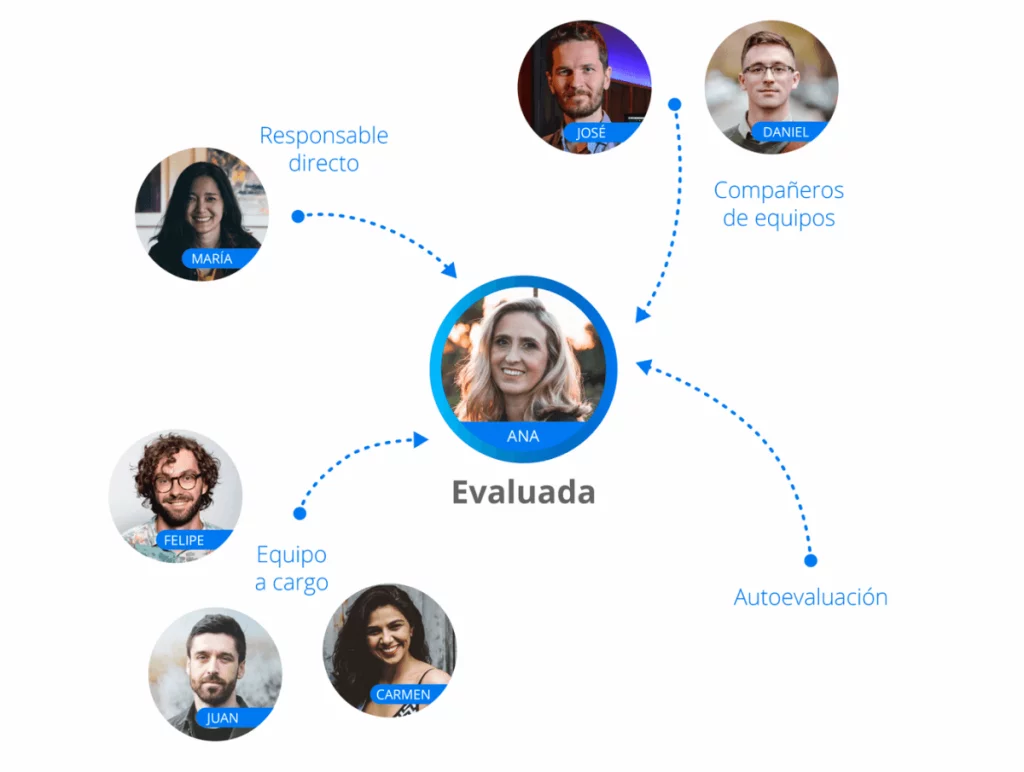 JOSÉ
DANIEL
Responsable
directo
Compañeros
de equipos
MARÍA
ANA
Evaluada
FELIPE
Equipo
a cargo
Autoevaluación
CARMEN
JUAN